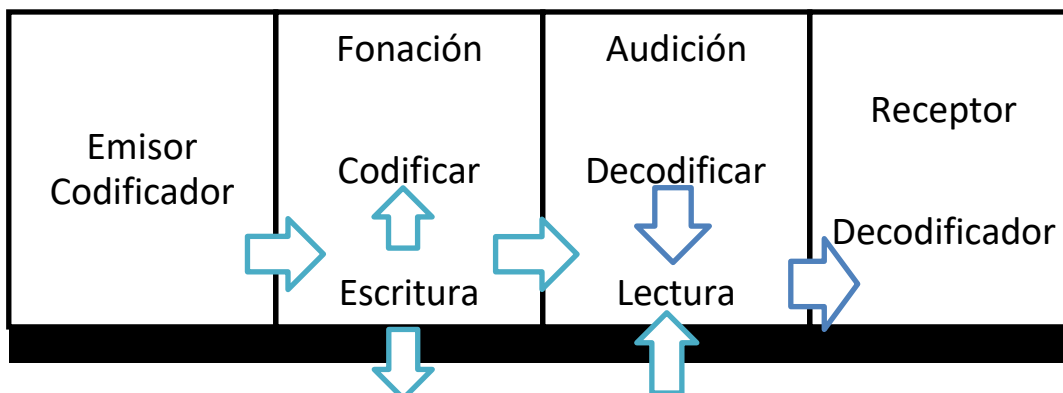 Emisor
Codificador
Fonación
Codificar
Escritura
Audición
Decodificar
Lectura
Receptor
Decodificador